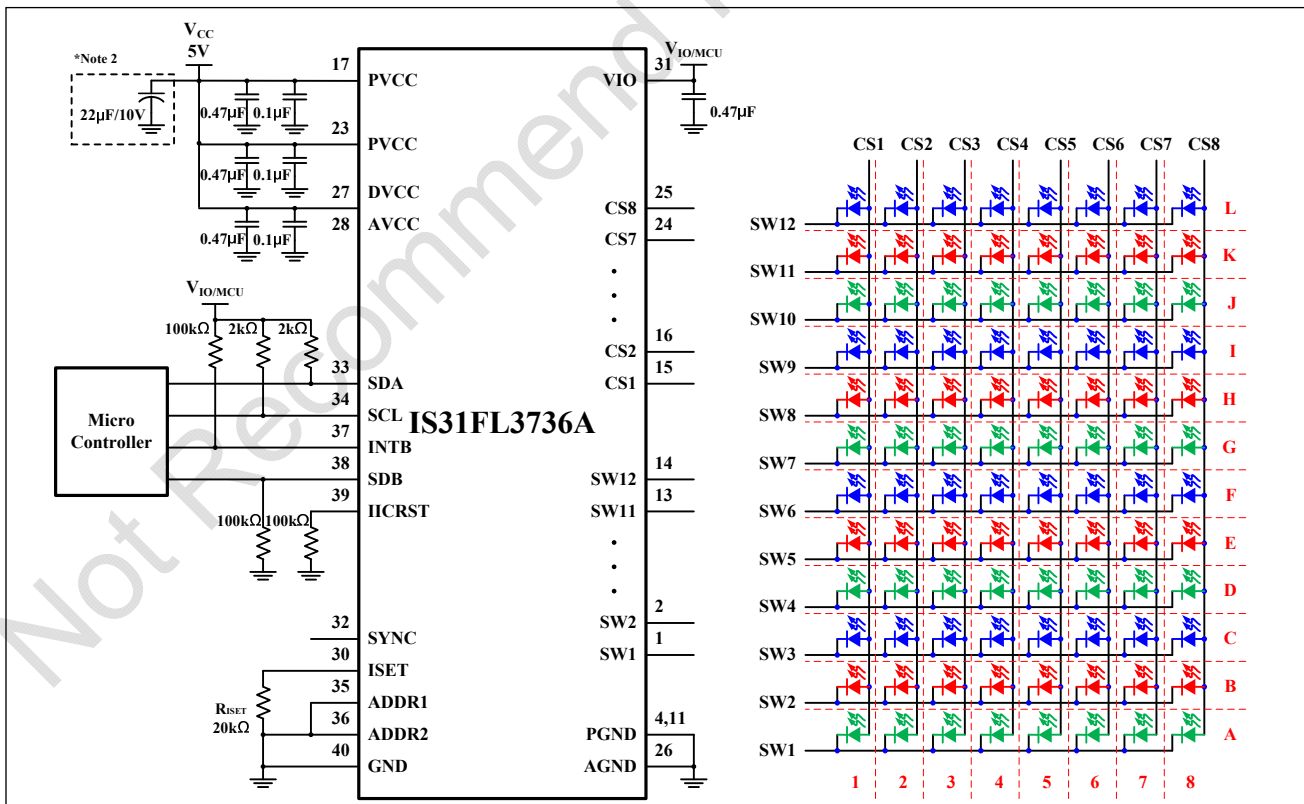 Not Recommend
*Note 2
VCC
5V
22µF/10V
0.47µF 0.1µF
0.47µF 0.1µF
0.47µF 0.1µF
17 PVCC
23 PVCC
27 DVCC
28 AVCC
VIO/MCU
100kΩ 2kΩ 2kΩ
Micro
Controller
33 SDA
34 SCL
37 INTB
38 SDB
39 IICRST
100kΩ 100kΩ
32 SYNC
30 ISET
35 ADDR1
36 ADDR2
40 GND
RISET
20kΩ
IS31FL3736A
VIO/MCU
31 VIO
0.47µF
25 CS8
24 CS7
16 CS2
15 CS1
14 SW12
13 SW11
2 SW2
1 SW1
4,11 PGND
26 AGND
CS1 CS2 CS3 CS4 CS5 CS6 CS7 CS8
SW12 L
SW11 K
SW10 J
SW9 I
SW8 H
SW7 G
SW6 F
SW5 E
SW4 D
SW3 C
SW2 B
SW1 A
1 2 3 4 5 6 7 8